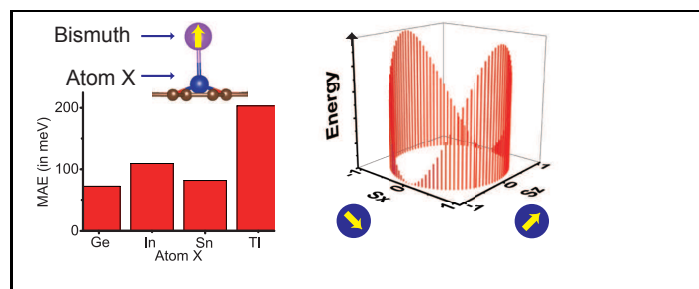 Bismuth
Atom X
200
100
0
MAE (in meV)
Ge In Sn Tl
Atom X
Energy
-1
0
1
Sx
-1
0
1
Sz